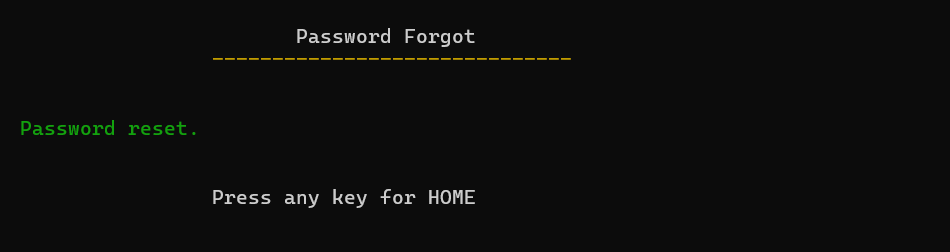 Password Forgot
------------------------------
Password reset.
Press any key for HOME